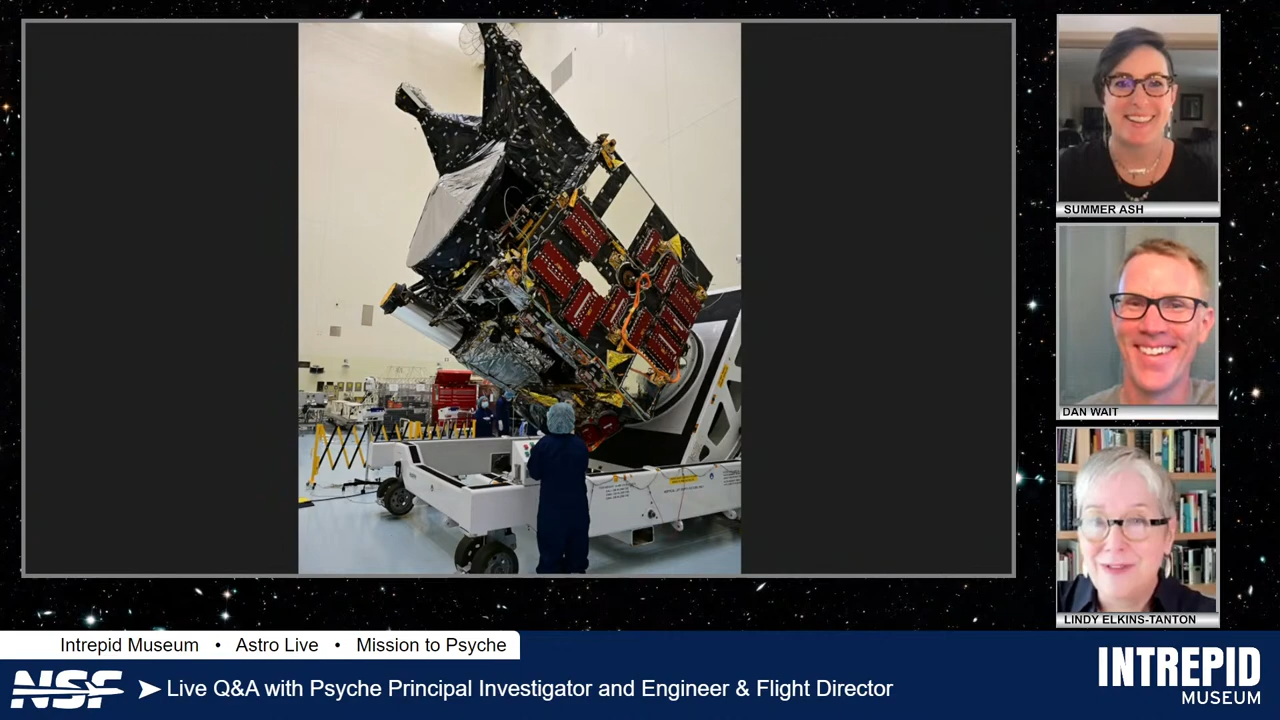 SUMMER ASH
DAN WAIT
LINDY ELKINS-TANTON
Intrepid Museum • Astro Live • Mission to Psyche
NSF
Live Q&A with Psyche Principal Investigator and Engineer & Flight Director
INTREPID
MUSEUM